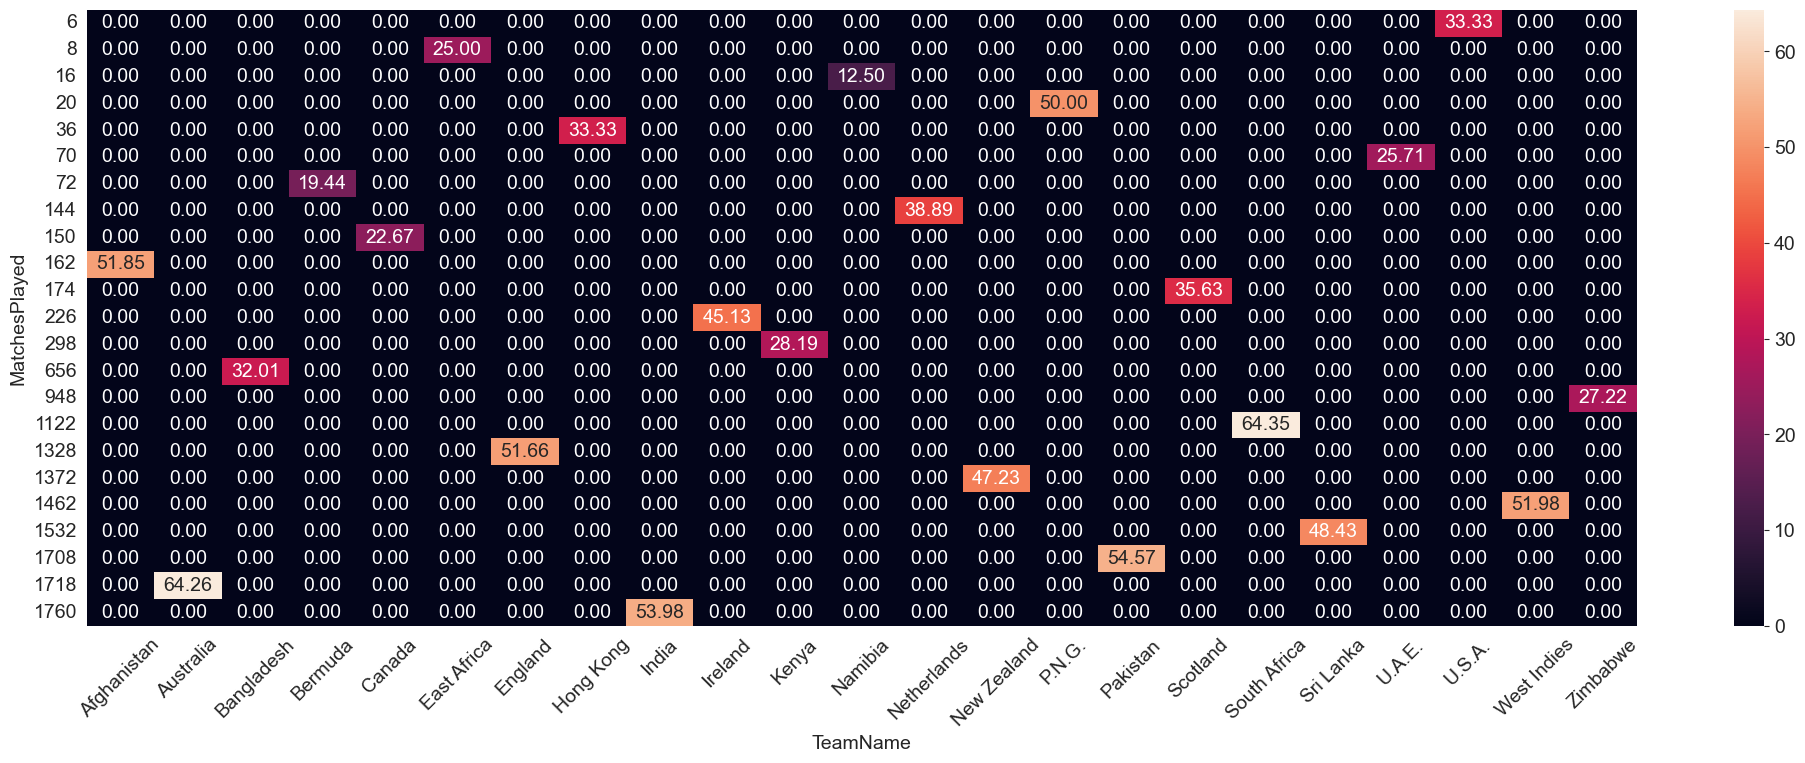 6 0.00 0.00 0.00 0.00 0.00 0.00 0.00 0.00 0.00 0.00 0.00 0.00 0.00 0.00 0.00 0.00 0.00 0.00 0.00 0.00 33.33 0.00 0.00
8 0.00 0.00 0.00 0.00 0.00 25.00 0.00 0.00 0.00 0.00 0.00 0.00 0.00 0.00 0.00 0.00 0.00 0.00 0.00 0.00 0.00 0.00 0.00
16 0.00 0.00 0.00 0.00 0.00 0.00 0.00 0.00 0.00 0.00 0.00 12.50 0.00 0.00 0.00 0.00 0.00 0.00 0.00 0.00 0.00 0.00 0.00
20 0.00 0.00 0.00 0.00 0.00 0.00 0.00 0.00 0.00 0.00 0.00 0.00 0.00 0.00 50.00 0.00 0.00 0.00 0.00 0.00 0.00 0.00 0.00
36 0.00 0.00 0.00 0.00 0.00 0.00 0.00 33.33 0.00 0.00 0.00 0.00 0.00 0.00 0.00 0.00 0.00 0.00 0.00 0.00 0.00 0.00 0.00
70 0.00 0.00 0.00 0.00 0.00 0.00 0.00 0.00 0.00 0.00 0.00 0.00 0.00 0.00 0.00 0.00 0.00 0.00 0.00 25.71 0.00 0.00 0.00
72 0.00 0.00 0.00 19.44 0.00 0.00 0.00 0.00 0.00 0.00 0.00 0.00 0.00 0.00 0.00 0.00 0.00 0.00 0.00 0.00 0.00 0.00 0.00
144 0.00 0.00 0.00 0.00 0.00 0.00 0.00 0.00 0.00 0.00 0.00 0.00 38.89 0.00 0.00 0.00 0.00 0.00 0.00 0.00 0.00 0.00 0.00
150 0.00 0.00 0.00 0.00 22.67 0.00 0.00 0.00 0.00 0.00 0.00 0.00 0.00 0.00 0.00 0.00 0.00 0.00 0.00 0.00 0.00 0.00 0.00
162 51.85 0.00 0.00 0.00 0.00 0.00 0.00 0.00 0.00 0.00 0.00 0.00 0.00 0.00 0.00 0.00 0.00 0.00 0.00 0.00 0.00 0.00 0.00
174 0.00 0.00 0.00 0.00 0.00 0.00 0.00 0.00 0.00 0.00 0.00 0.00 0.00 0.00 0.00 0.00 35.63 0.00 0.00 0.00 0.00 0.00 0.00
226 0.00 0.00 0.00 0.00 0.00 0.00 0.00 0.00 0.00 45.13 0.00 0.00 0.00 0.00 0.00 0.00 0.00 0.00 0.00 0.00 0.00 0.00 0.00
298 0.00 0.00 0.00 0.00 0.00 0.00 0.00 0.00 0.00 0.00 28.19 0.00 0.00 0.00 0.00 0.00 0.00 0.00 0.00 0.00 0.00 0.00 0.00
656 0.00 0.00 32.01 0.00 0.00 0.00 0.00 0.00 0.00 0.00 0.00 0.00 0.00 0.00 0.00 0.00 0.00 0.00 0.00 0.00 0.00 0.00 0.00
948 0.00 0.00 0.00 0.00 0.00 0.00 0.00 0.00 0.00 0.00 0.00 0.00 0.00 0.00 0.00 0.00 0.00 0.00 0.00 0.00 0.00 0.00 27.22
1122 0.00 0.00 0.00 0.00 0.00 0.00 0.00 0.00 0.00 0.00 0.00 0.00 0.00 0.00 0.00 0.00 0.00 64.35 0.00 0.00 0.00 0.00 0.00
1328 0.00 0.00 0.00 0.00 0.00 0.00 51.66 0.00 0.00 0.00 0.00 0.00 0.00 0.00 0.00 0.00 0.00 0.00 0.00 0.00 0.00 0.00 0.00
1372 0.00 0.00 0.00 0.00 0.00 0.00 0.00 0.00 0.00 0.00 0.00 0.00 0.00 47.23 0.00 0.00 0.00 0.00 0.00 0.00 0.00 0.00 0.00
1462 0.00 0.00 0.00 0.00 0.00 0.00 0.00 0.00 0.00 0.00 0.00 0.00 0.00 0.00 0.00 0.00 0.00 0.00 0.00 0.00 0.00 51.98 0.00
1532 0.00 0.00 0.00 0.00 0.00 0.00 0.00 0.00 0.00 0.00 0.00 0.00 0.00 0.00 0.00 0.00 0.00 0.00 48.43 0.00 0.00 0.00 0.00
1708 0.00 0.00 0.00 0.00 0.00 0.00 0.00 0.00 0.00 0.00 0.00 0.00 0.00 0.00 0.00 54.57 0.00 0.00 0.00 0.00 0.00 0.00 0.00
1718 0.00 64.26 0.00 0.00 0.00 0.00 0.00 0.00 0.00 0.00 0.00 0.00 0.00 0.00 0.00 0.00 0.00 0.00 0.00 0.00 0.00 0.00 0.00
1760 0.00 0.00 0.00 0.00 0.00 0.00 0.00 0.00 53.98 0.00 0.00 0.00 0.00 0.00 0.00 0.00 0.00 0.00 0.00 0.00 0.00 0.00 0.00
MatchesPlayed
Afghanistan Australia Bangladesh Bermuda Canada East Africa England Hong Kong India Ireland Kenya Namibia Netherlands New Zealand P.N.G. Pakistan Scotland South Africa Sri Lanka U.A.E. U.S.A. West Indies Zimbabwe
TeamName
60
50
40
30
20
10
0